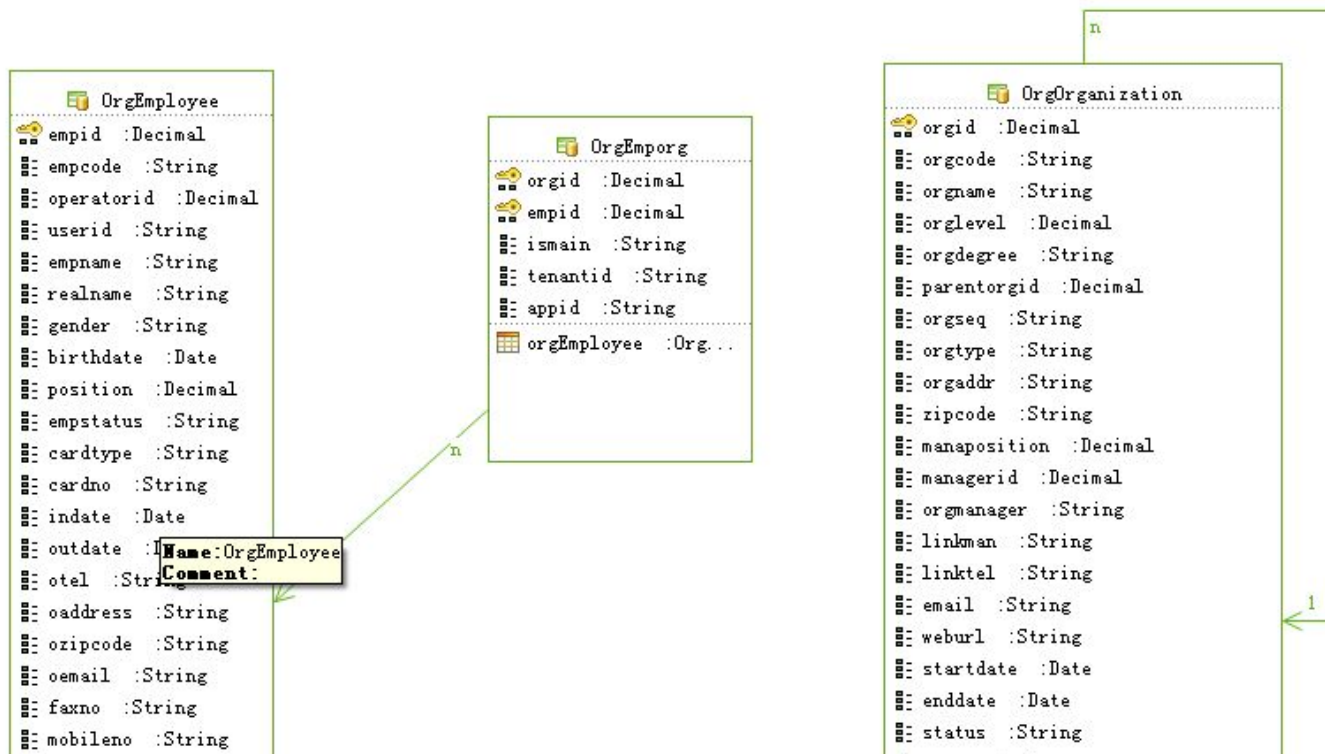 OrgEmployee
empid :Decimal
empcode :String
operatorid :Decimal
userid :String
empname :String
realname :String
gender :String
birthdate :Date
position :Decimal
empstatus :String
cardtype :String
cardno :String
indate :Date
outdate :D
otel :Stri
oaddress :String
ozipcode :String
oemail :String
faxno :String
mobileno :String
Name:OrgEmployee
Comment:
n
OrgEmporg
orgid :Decimal
empid :Decimal
ismain :String
tenantid :String
appid :String
orgEmployee :Org...
n
OrgOrganization
orgid :Decimal
orgcode :String
orgname :String
orglevel :Decimal
orgdegree :String
parentorgid :Decimal
orgseq :String
orgtype :String
orgaddr :String
zipcode :String
manaposition :Decimal
managerid :Decimal
orgmanager :String
linkman :String
linktel :String
email :String
weburl :String
startdate :Date
enddate :Date
status :String
1